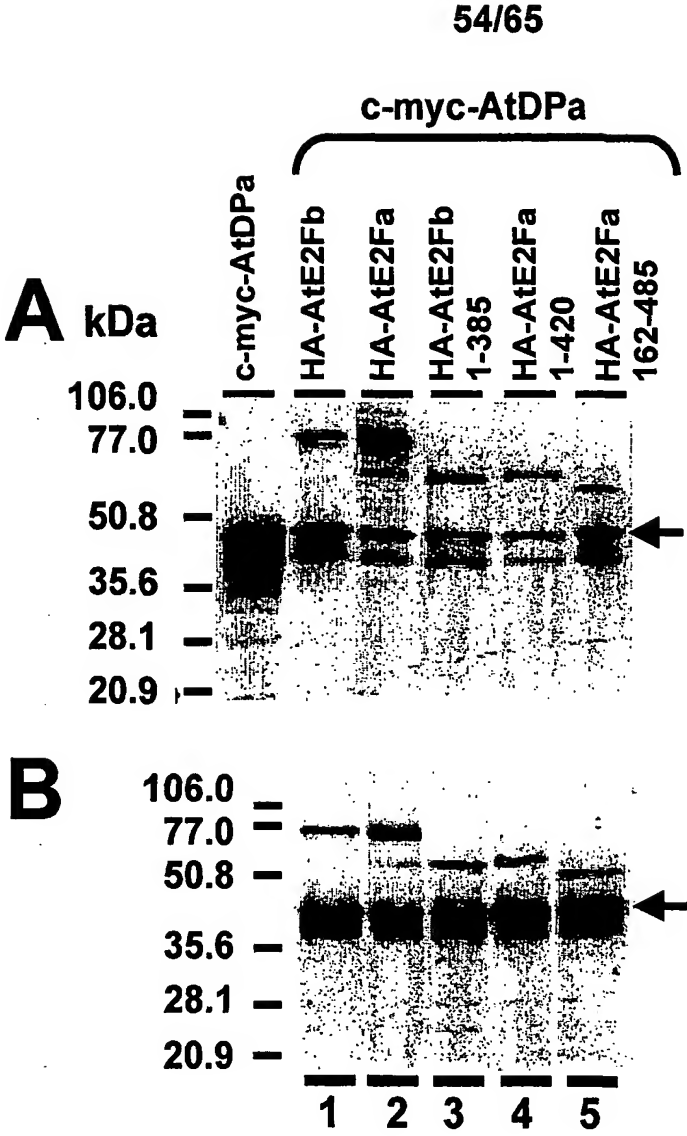 54/65
c-myc-AtDPa
c-myc-AtDPa
HA-AtE2Fb
HA-AtE2Fa
HA-AtE2Fb
1-385
HA-AtE2Fa
1-420
HA-AtE2Fa
162-485
A kDa
106.0
77.0
50.8
35.6
28.1
20.9
B
106.0
77.0
50.8
35.6
28.1
20.9
1 2 3 4 5